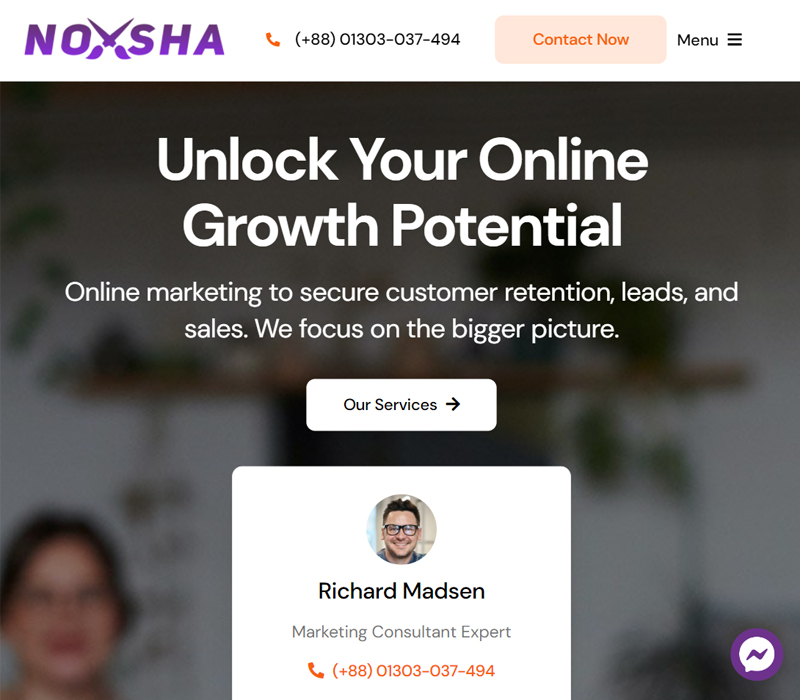 NOXSHA
(+88) 01303-037-494
Contact Now
Menu
Unlock Your Online
Growth Potential
Online marketing to secure customer retention, leads, and
sales. We focus on the bigger picture.
Our Services
Richard Madsen
Marketing Consultant Expert
(+88) 01303-037-494